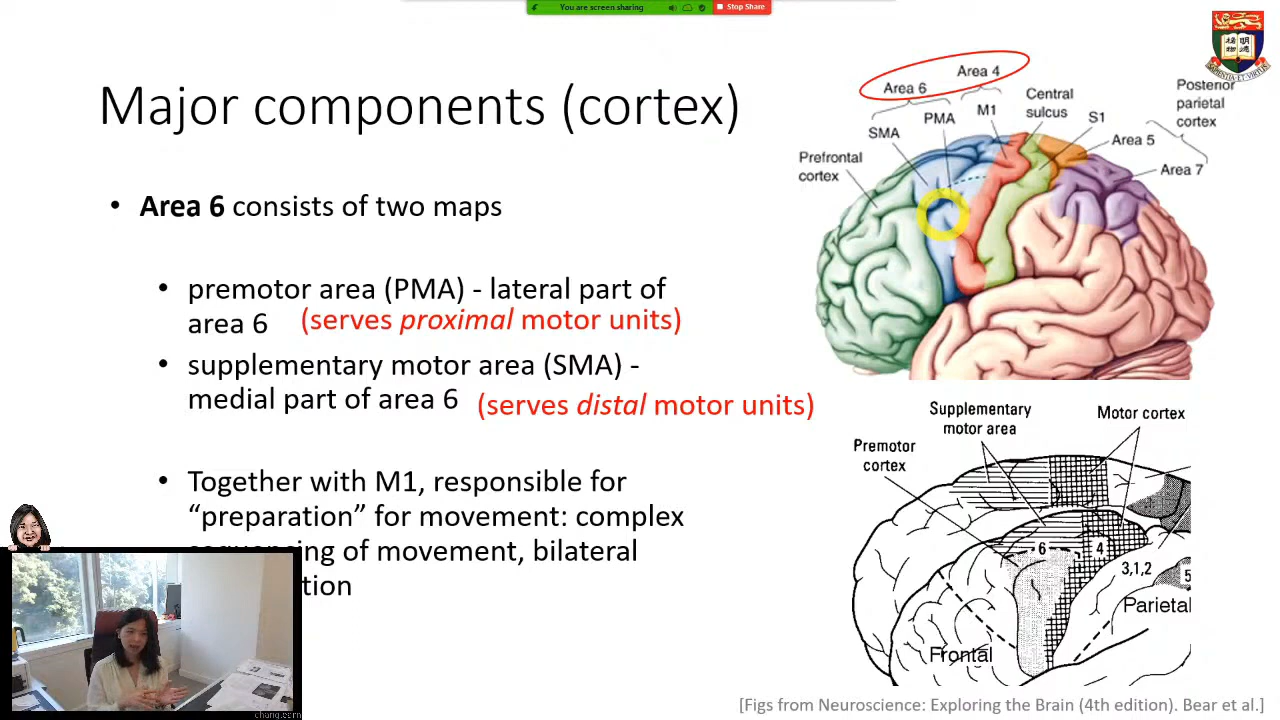 You are screen sharing
Stop Share
Major components (cortex)
• Area 6 consists of two maps
• premotor area (PMA) - lateral part of
area 6 (serves proximal motor units)
• supplementary motor area (SMA) -
medial part of area 6 (serves distal motor units)
• Together with M1, responsible for
“preparation” for movement: complex
of movement, bilateral
Area 6
Area 4
SMA
PMA
M1
Central
sulcus
S1
Posterior
parietal
cortex
Area 5
Area 7
Prefrontal
cortex
Supplementary
motor area
Motor cortex
Premotor
cortex
6
4
3,1,2
5
Parietal
Frontal
[Figs from Neuroscience: Exploring the Brain (4th edition). Bear et al.]